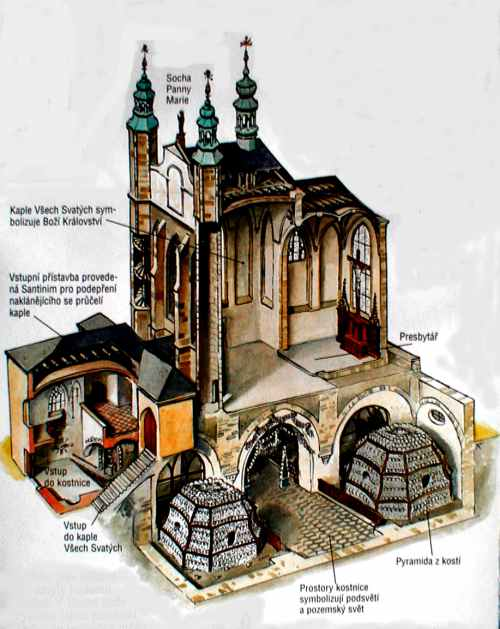 Socha
Panny
Marie
Kaple Všech Svatých sym-
bolizuje Boží Království
Vstupní přístavba provede-
ná Santinim pro podepření
naklánějícího se průčelí
kaple
Presbytář
Vstup
do kostnice
Vstup
do kaple
Všech Svatých
Pyramida z kostí
Prostory kostnice
symbolizují podsvětí
a pozemský svět